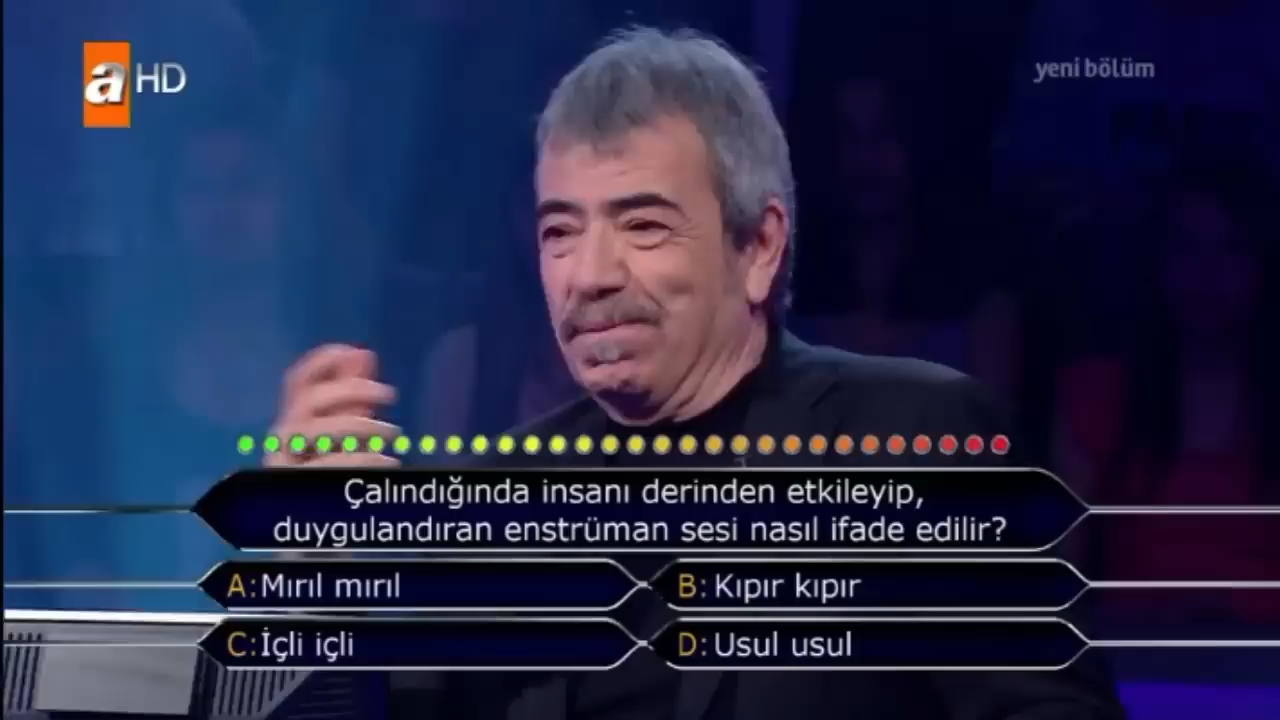 a HD
yeni bölüm
Çalındığında insanı derinden etkileyip,
duygulandıran enstrüman sesi nasıl ifade edilir?
A: Mırıl mırıl
B: Kıpır kıpır
C: İçli içli
D: Usul usul